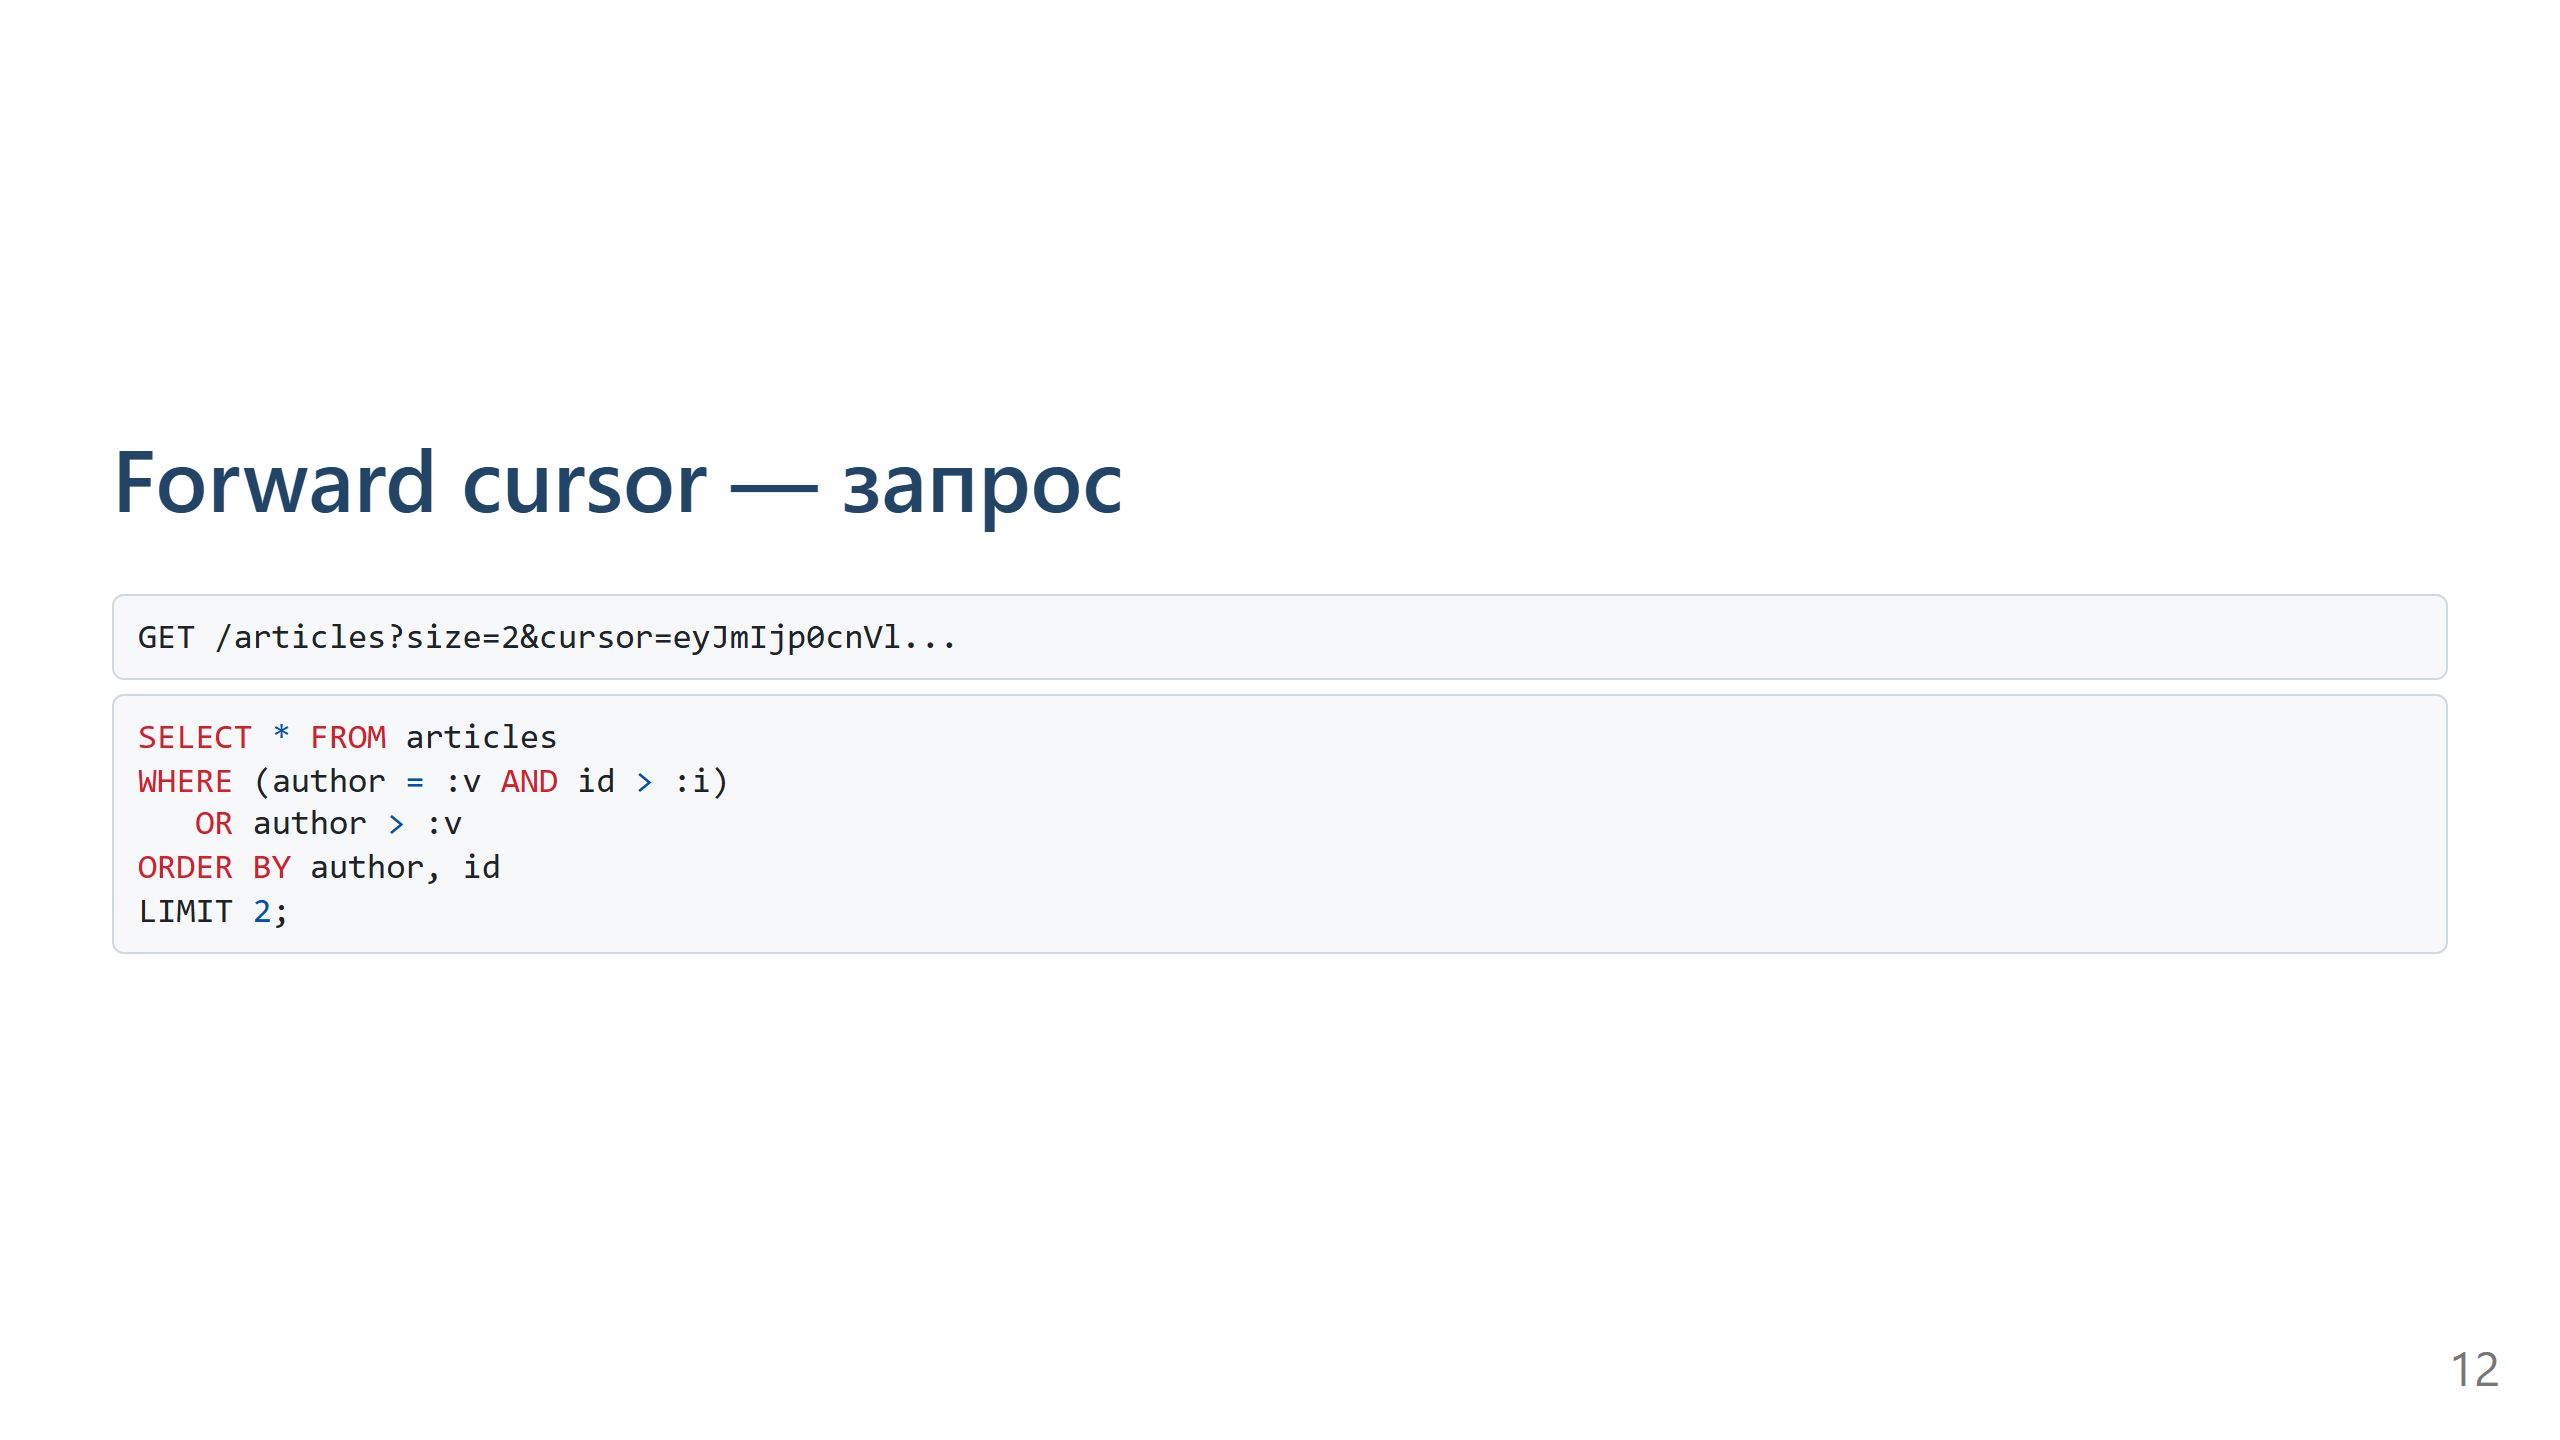 Forward cursor — запрос
GET /articles?size=2&cursor=eyJmIjp0cnVl...
SELECT * FROM articles
WHERE (author = :v AND id > :i)
   OR author > :v
ORDER BY author, id
LIMIT 2;
12